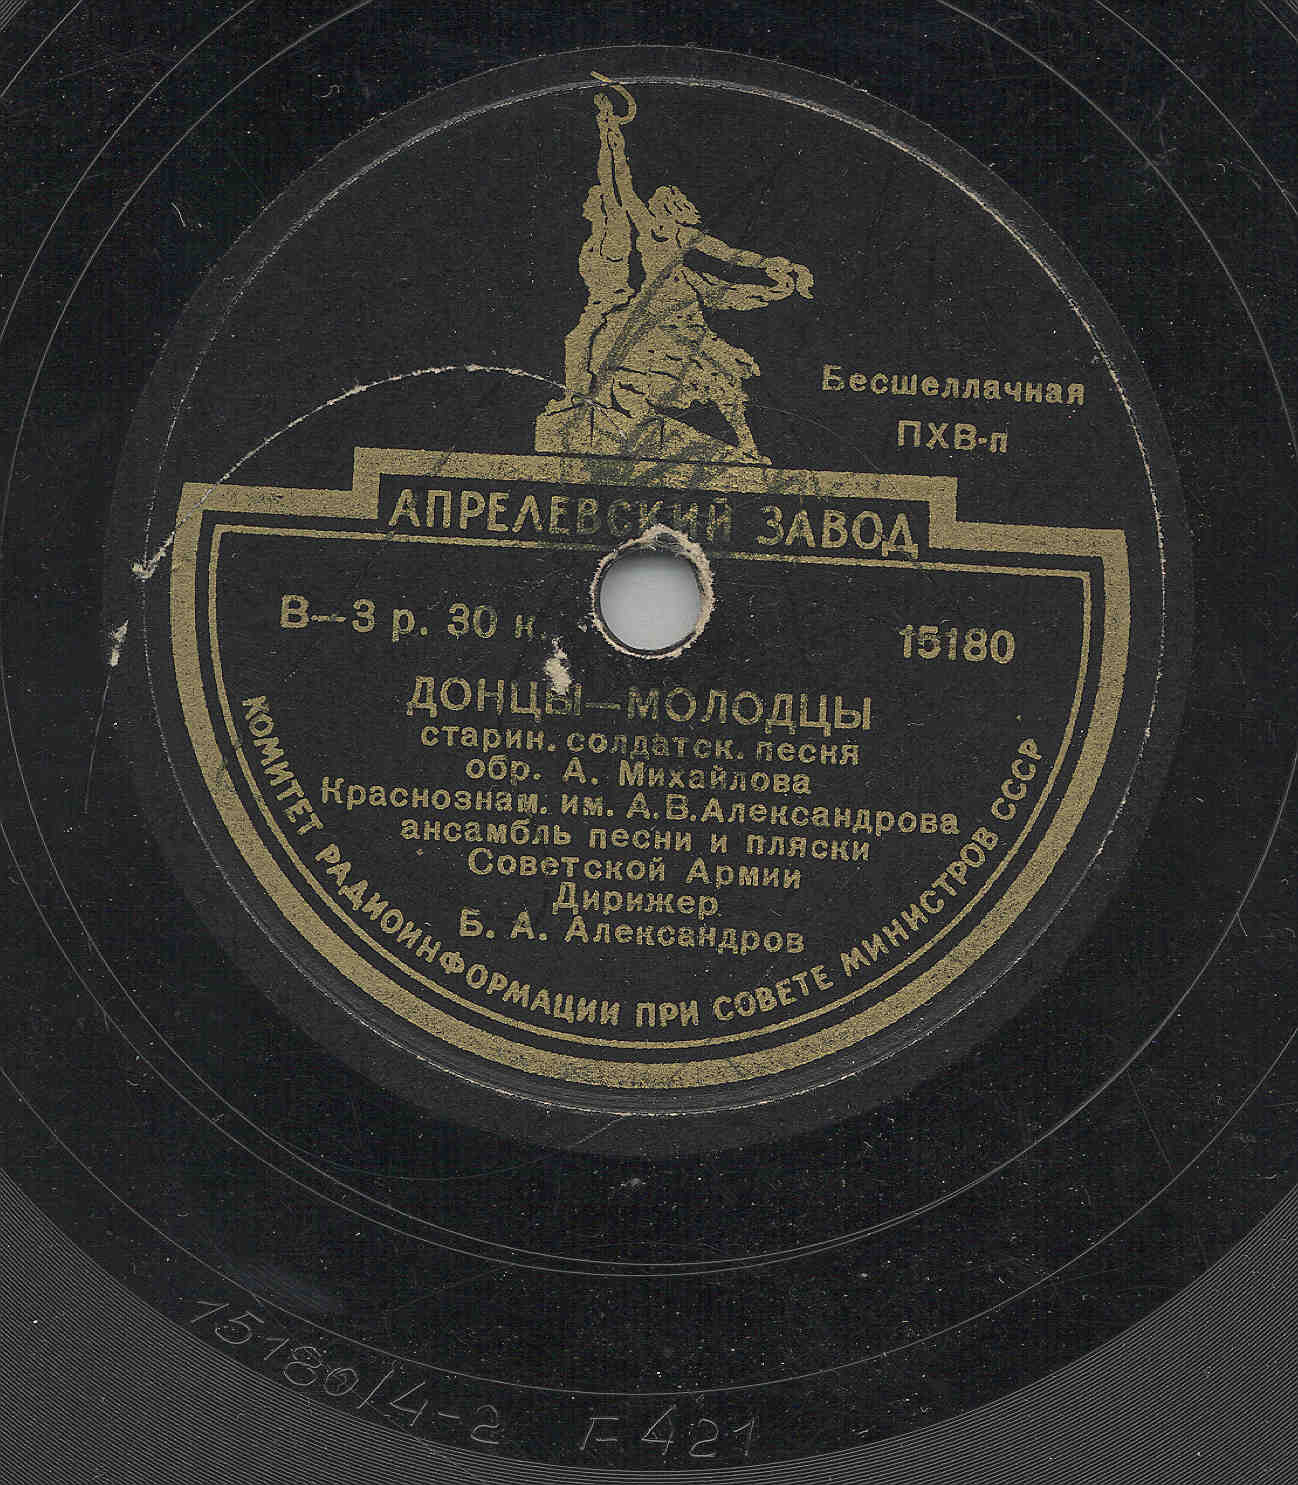 Бесшеллачная
ПХВ-п
АПРЕЛЕВСКИЙ ЗАВОД
В—3 р. 30 к.
15180
ДОНЦЫ—МОЛОДЦЫ
старин. солдатск. песня
обр. А. Михайлова
Краснознам. им. А.В.Александрова
ансамбль песни и пляски
Советской Армии
Дирижер
Б. А. Александров
КОМИТЕТ РАДИОИНФОРМАЦИИ ПРИ СОВЕТЕ МИНИСТРОВ СССР
15180/4-2 F421